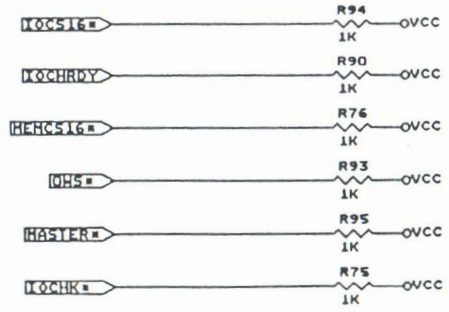 R94
IOCS16* VCC
1K
R90
IOCHRDY VCC
1K
R76
MEMCS16* VCC
1K
R93
OWS* VCC
1K
R95
MASTER* VCC
1K
R75
IOCHK* VCC
1K